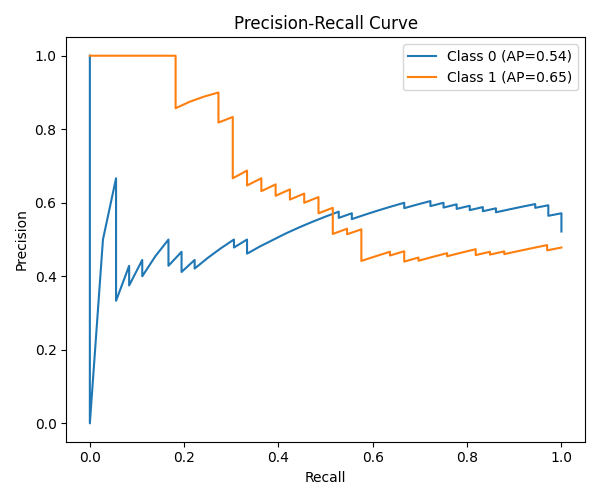 Precision-Recall Curve
Class 0 (AP=0.54)
Class 1 (AP=0.65)
Precision
1.0
0.8
0.6
0.4
0.2
0.0
0.0 0.2 0.4 0.6 0.8 1.0
Recall